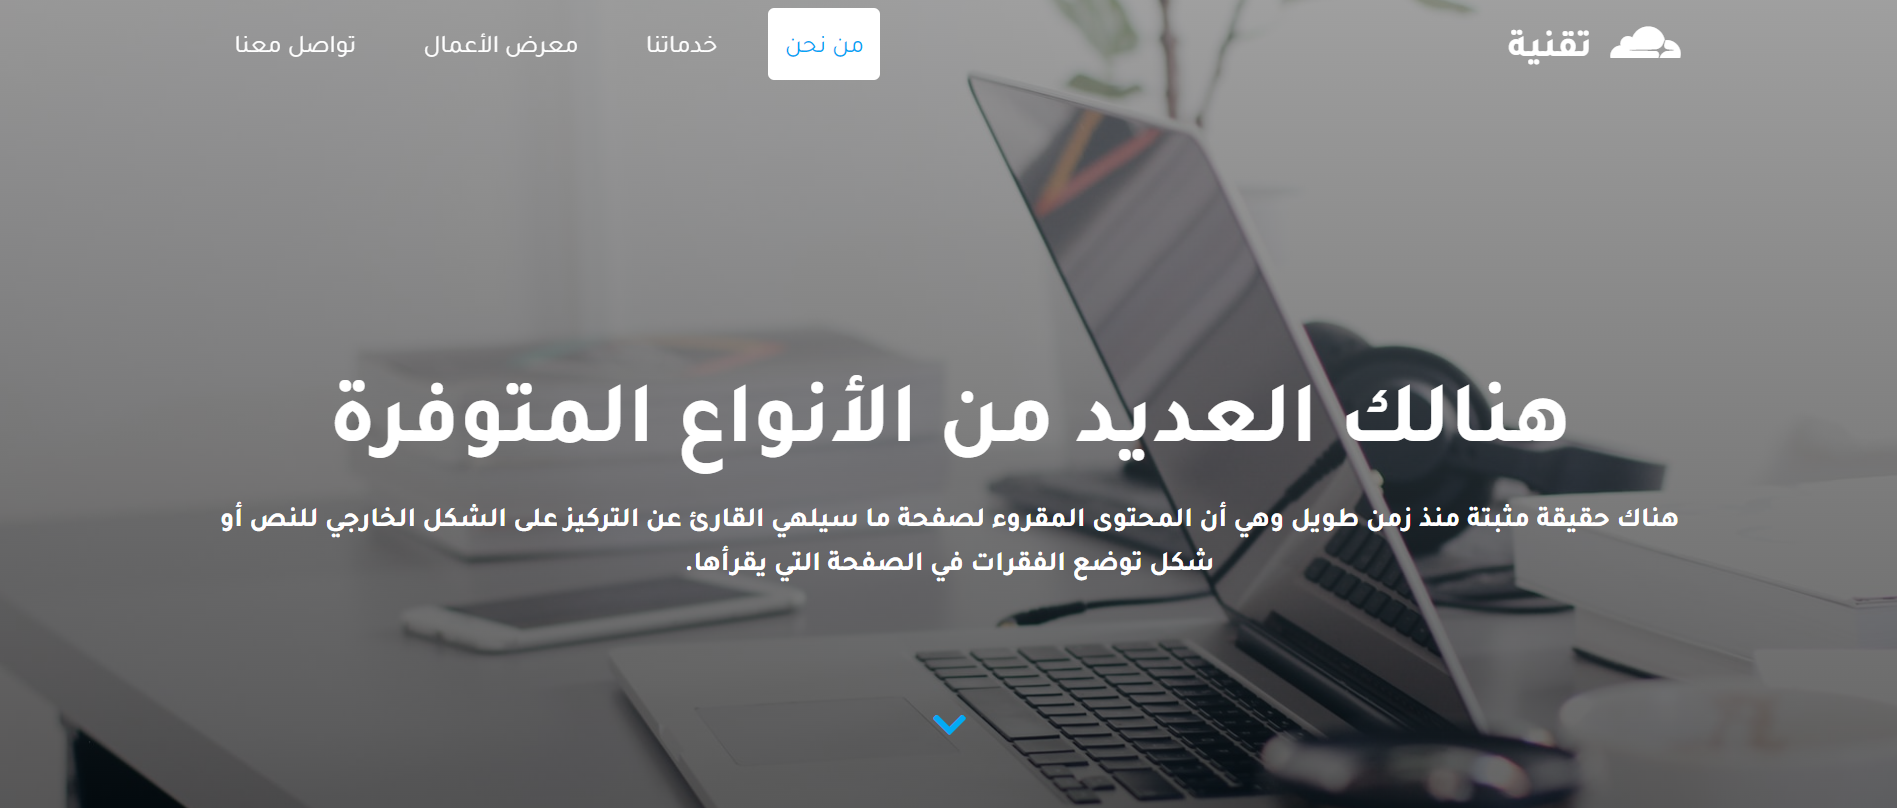 تقنية
من نحن
خدماتنا
معرض الأعمال
تواصل معنا
هنالك العديد من الأنواع المتوفرة
هناك حقيقة مثبتة منذ زمن طويل وهي أن المحتوى المقروء لصفحة ما سيلهي القارئ عن التركيز على الشكل الخارجي للنص أو
شكل توضع الفقرات في الصفحة التي يقرأها.